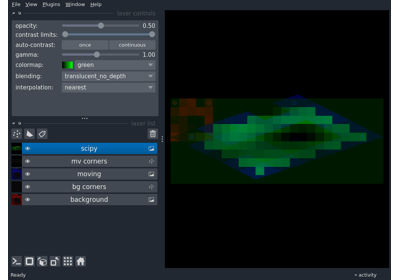 File View Plugins Window Help
layer controls
opacity: 0.50
contrast limits:
auto-contrast: once continuous
gamma: 1.00
colormap: green
blending: translucent_no_depth
interpolation: nearest
layer list
scipy
mv corners
moving
bg corners
background
Ready
activity